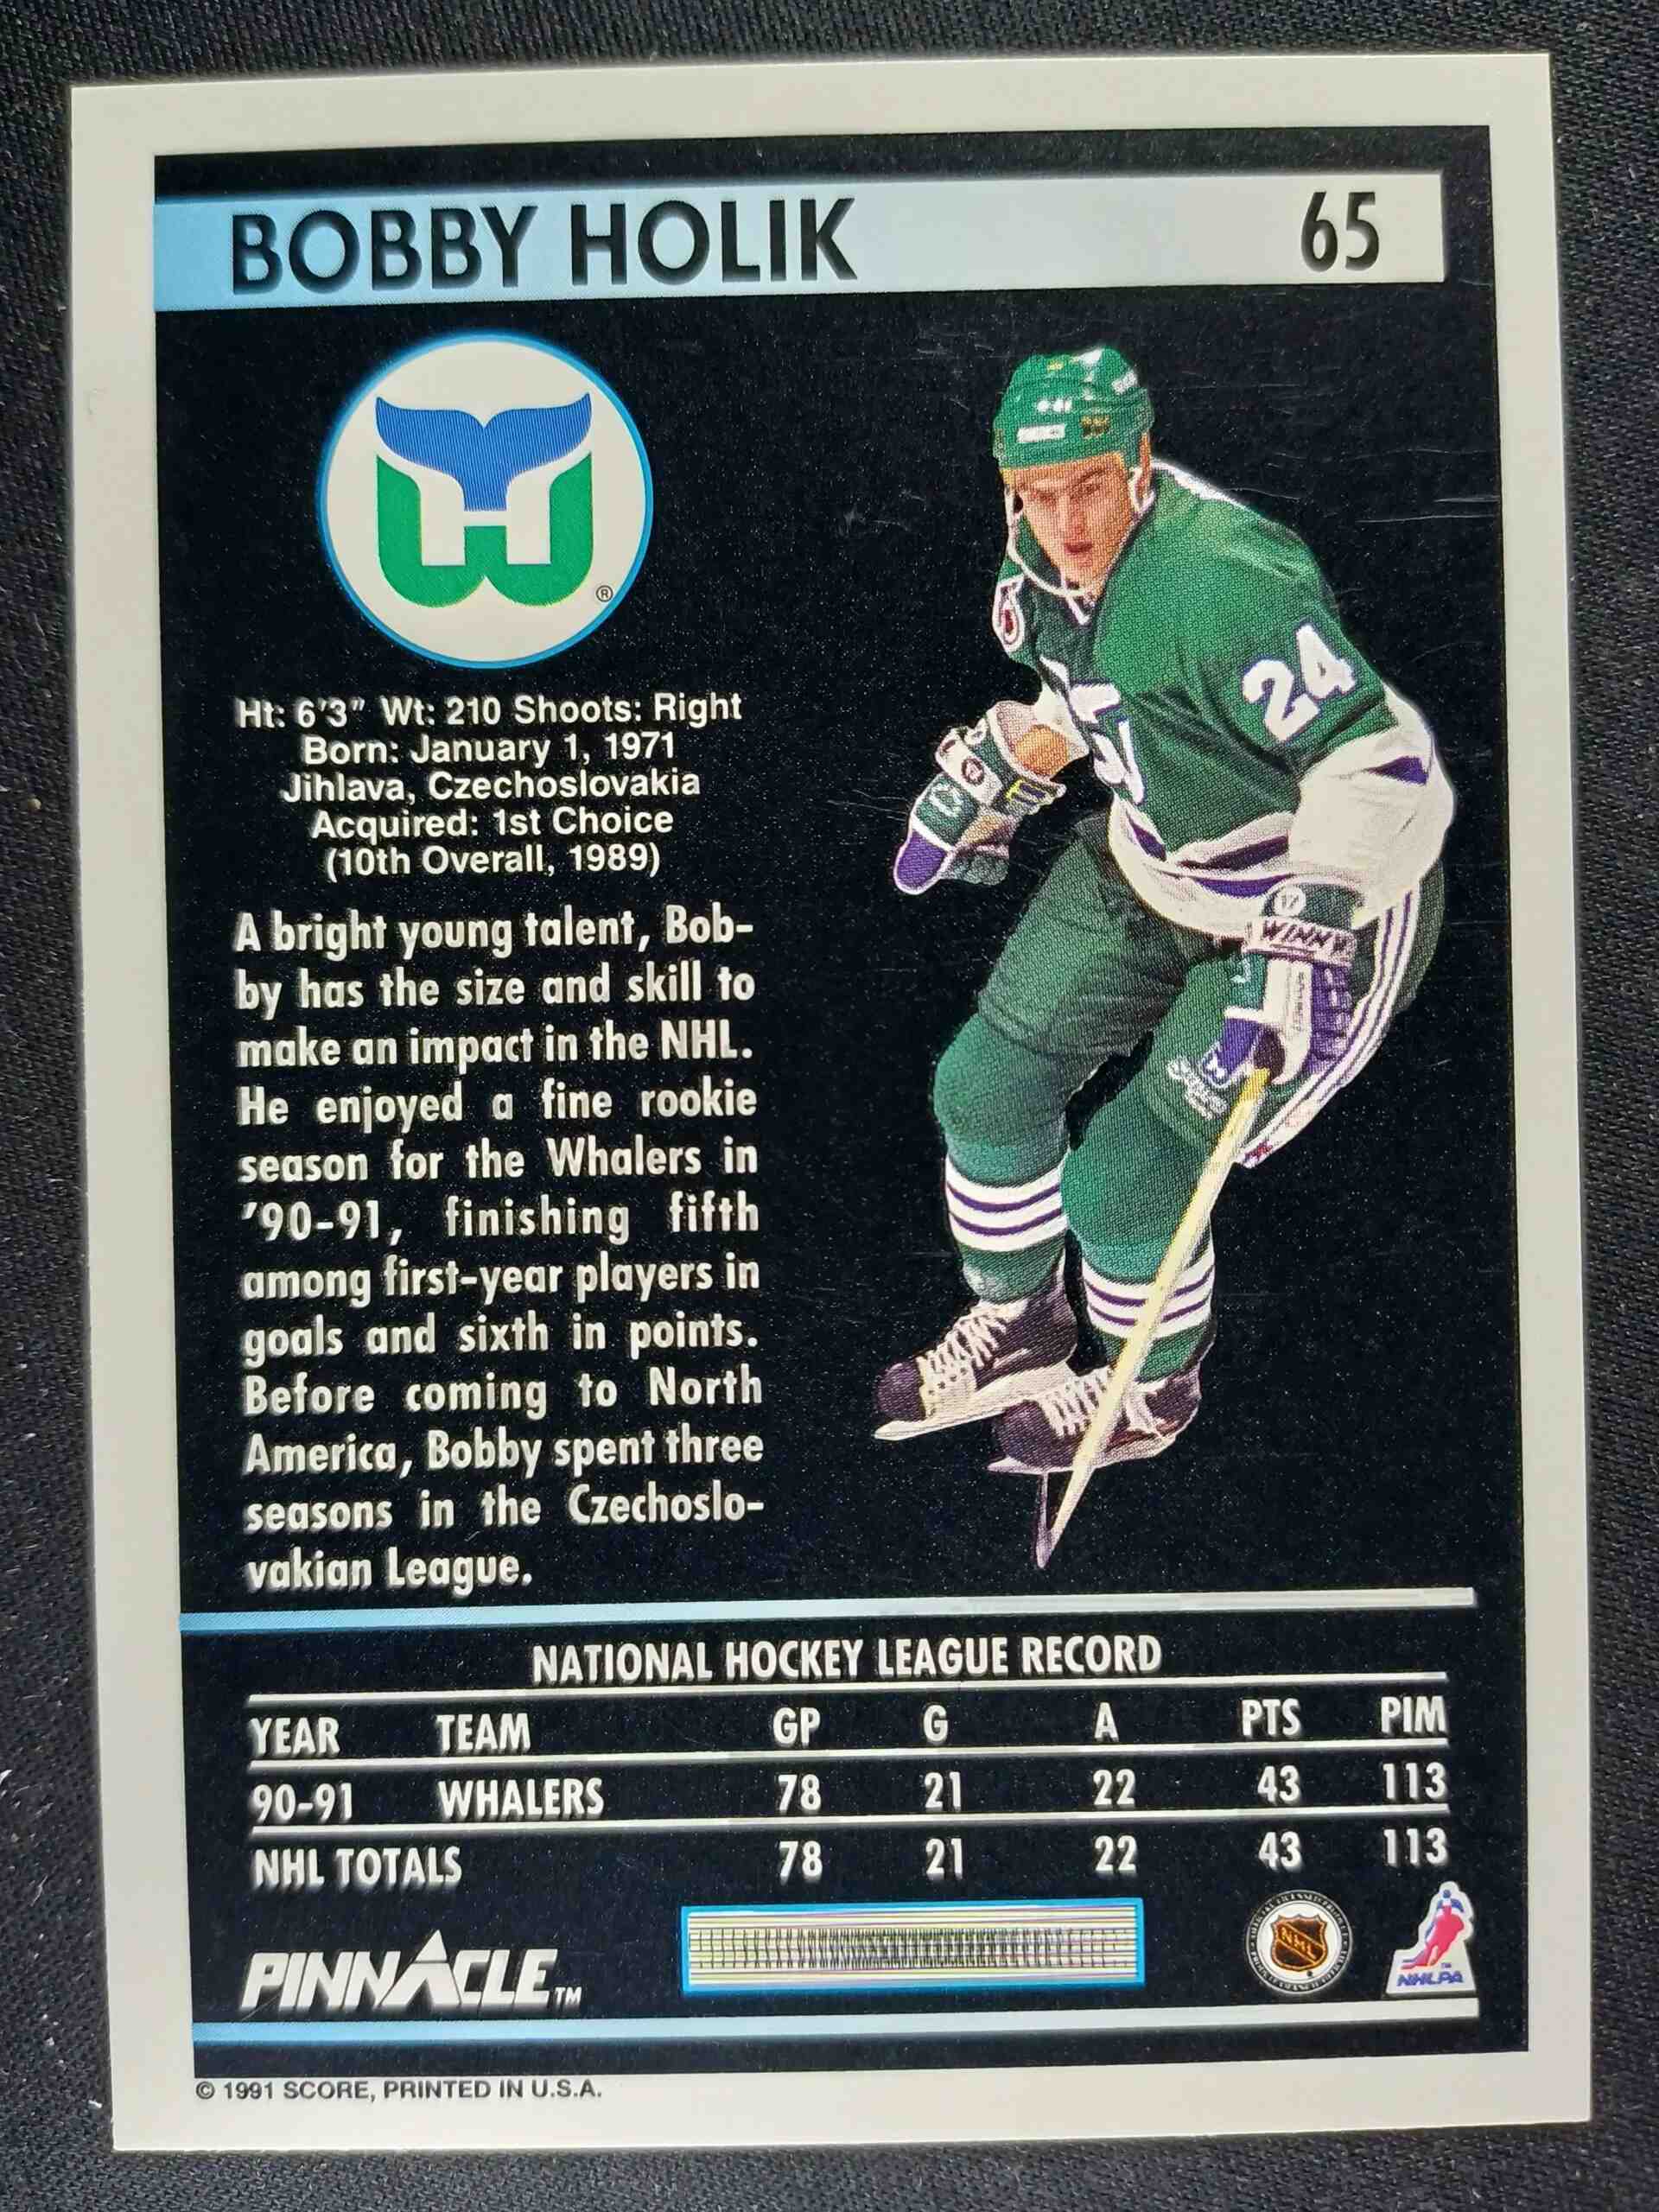 BOBBY HOLIK 65
®
Ht: 6'3" Wt: 210 Shoots: Right
Born: January 1, 1971
Jihlava, Czechoslovakia
Acquired: 1st Choice
(10th Overall, 1989)
A bright young talent, Bob-
by has the size and skill to
make an impact in the NHL.
He enjoyed a fine rookie
season for the Whalers in
'90-91, finishing fifth
among first-year players in
goals and sixth in points.
Before coming to North
America, Bobby spent three
seasons in the Czechoslo-
vakian League.
24
17
WINN
NATIONAL HOCKEY LEAGUE RECORD
YEAR TEAM GP G A PTS PIM
90-91 WHALERS 78 21 22 43 113
NHL TOTALS 78 21 22 43 113
PINNACLE TM
NHL
NHLPA
© 1991 SCORE, PRINTED IN U.S.A.